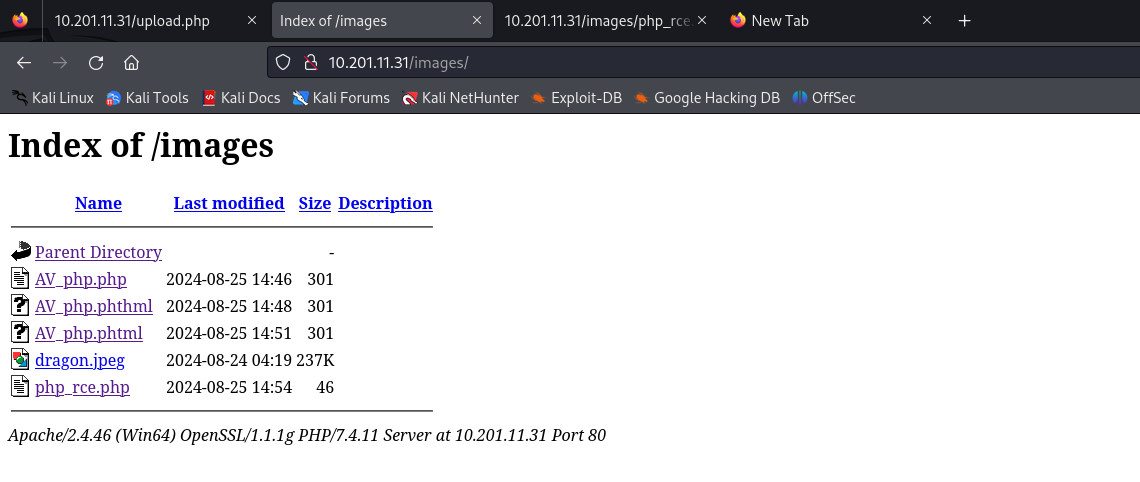 10.201.11.31/upload.php
Index of /images
10.201.11.31/images/php_rce.
New Tab
10.201.11.31/images/
Kali Linux Kali Tools Kali Docs Kali Forums Kali NetHunter Exploit-DB Google Hacking DB OffSec
Index of /images
Name Last modified Size Description
Parent Directory -
AV_php.php 2024-08-25 14:46 301
AV_php.phthml 2024-08-25 14:48 301
AV_php.phtml 2024-08-25 14:51 301
dragon.jpeg 2024-08-24 04:19 237K
php_rce.php 2024-08-25 14:54 46
Apache/2.4.46 (Win64) OpenSSL/1.1.1g PHP/7.4.11 Server at 10.201.11.31 Port 80